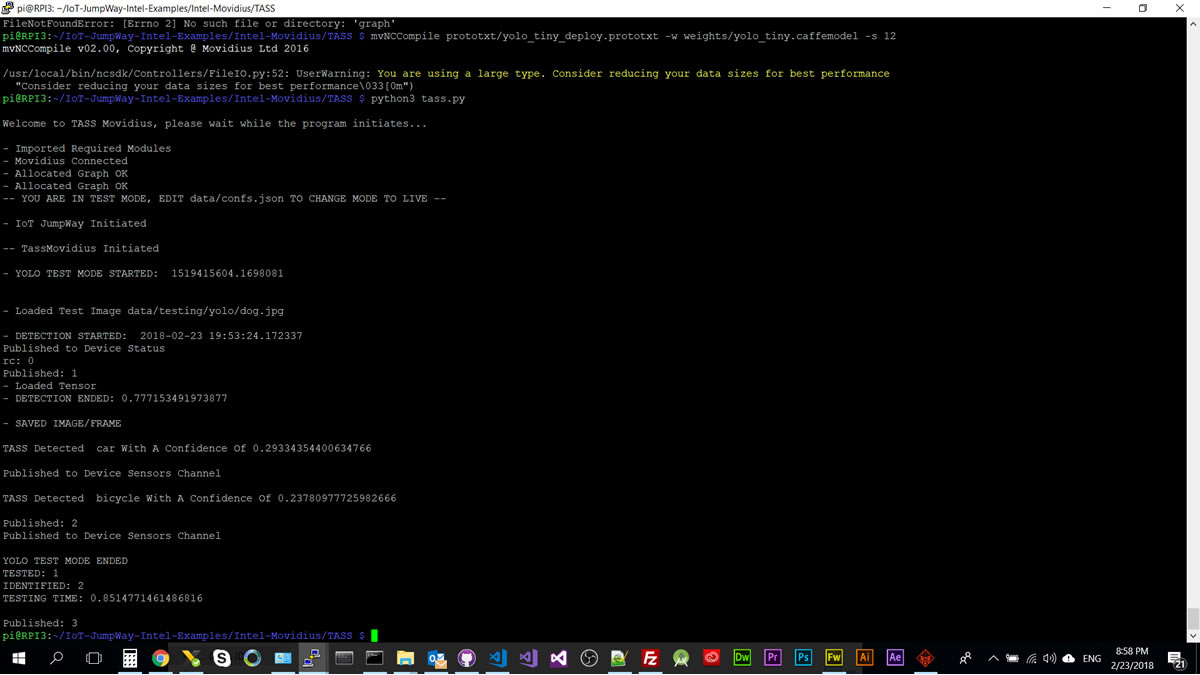 pi@RPI3:~/IoT-JumpWay-Intel-Examples/Intel-Movidius/TASS
FileNotFoundError: [Errno 2] No such file or directory: 'graph'
pi@RPI3:~/IoT-JumpWay-Intel-Examples/Intel-Movidius/TASS $ mvNCCompile prototxt/yolo_tiny_deploy.prototxt -w weights/yolo_tiny.caffemodel -s 12
mvNCCompile v02.00, Copyright @ Movidius Ltd 2016
/usr/local/bin/ncsdk/Controllers/FileIO.py:52: UserWarning: You are using a large type. Consider reducing your data sizes for best performance
"Consider reducing your data sizes for best performance\033[0m")
pi@RPI3:~/IoT-JumpWay-Intel-Examples/Intel-Movidius/TASS $ python3 tass.py
Welcome to TASS Movidius, please wait while the program initiates...
- Imported Required Modules
- Movidius Connected
- Allocated Graph OK
- Allocated Graph OK
-- YOU ARE IN TEST MODE, EDIT data/confs.json TO CHANGE MODE TO LIVE --
- IoT JumpWay Initiated
-- TassMovidius Initiated
- YOLO TEST MODE STARTED:  1519415604.1698081
- Loaded Test Image data/testing/yolo/dog.jpg
- DETECTION STARTED:  2018-02-23 19:53:24.172337
Published to Device Status
rc: 0
Published: 1
- Loaded Tensor
- DETECTION ENDED: 0.777153491973877
- SAVED IMAGE/FRAME
TASS Detected  car With A Confidence Of 0.29334354400634766
Published to Device Sensors Channel
TASS Detected  bicycle With A Confidence Of 0.23780977725982666
Published: 2
Published to Device Sensors Channel
YOLO TEST MODE ENDED
TESTED: 1
IDENTIFIED: 2
TESTING TIME: 0.8514771461486816
Published: 3
pi@RPI3:~/IoT-JumpWay-Intel-Examples/Intel-Movidius/TASS $
S Fz Dw Pr Ps Fw Ai Ae ENG 8:58 PM
2/23/2018 21